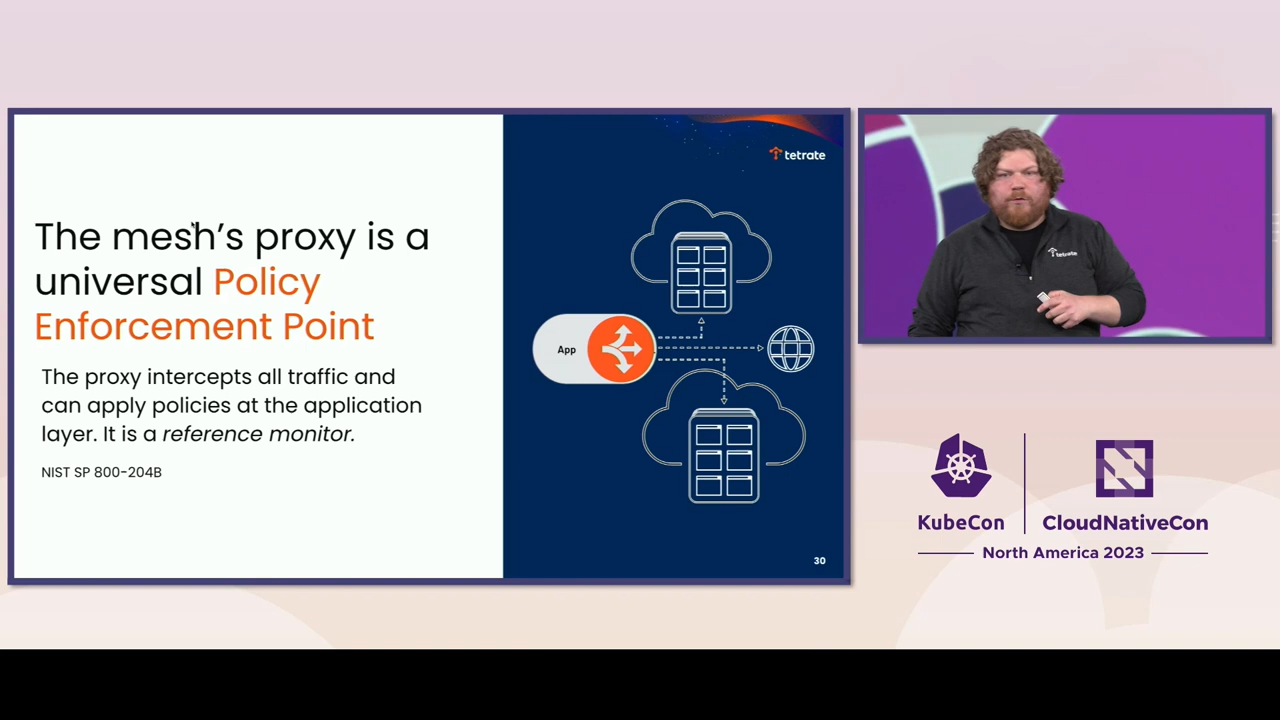 tetrate
The mesh's proxy is a
universal Policy
Enforcement Point
The proxy intercepts all traffic and
can apply policies at the application
layer. It is a reference monitor.
NIST SP 800-204B
App
30
tetrate
KubeCon
CloudNativeCon
North America 2023